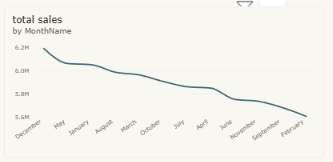 total sales
by MonthName
6.2M
6.0M
5.8M
5.6M
December
May
January
August
March
October
July
April
June
November
September
February